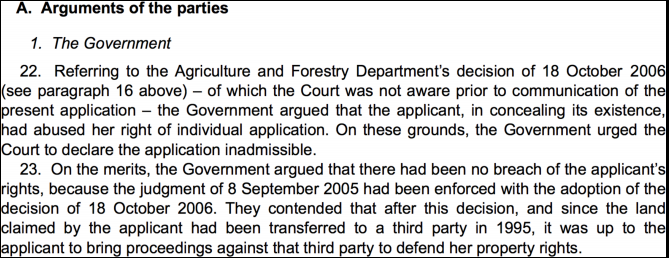 A. Arguments of the parties
1. The Government
22. Referring to the Agriculture and Forestry Department's decision of 18 October 2006
(see paragraph 16 above) – of which the Court was not aware prior to communication of the
present application – the Government argued that the applicant, in concealing its existence,
had abused her right of individual application. On these grounds, the Government urged the
Court to declare the application inadmissible.
23. On the merits, the Government argued that there had been no breach of the applicant's
rights, because the judgment of 8 September 2005 had been enforced with the adoption of the
decision of 18 October 2006. They contended that after this decision, and since the land
claimed by the applicant had been transferred to a third party in 1995, it was up to the
applicant to bring proceedings against that third party to defend her property rights.